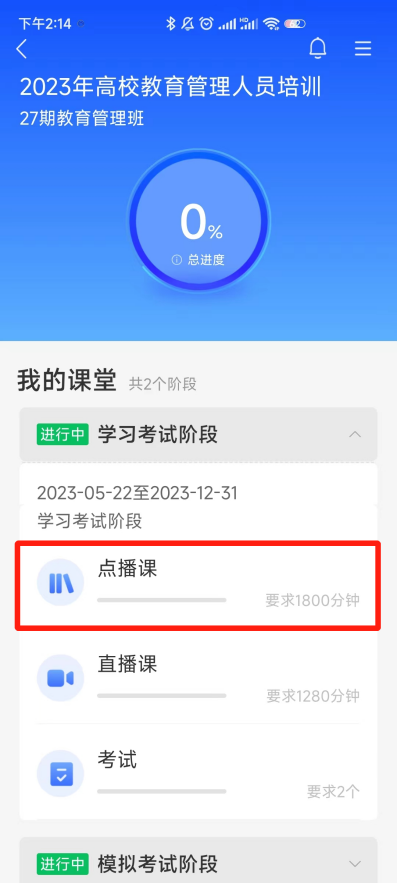 下午2:14
2023年高校教育管理人员培训
27期教育管理班
0%
总进度
我的课堂 共2个阶段
进行中 学习考试阶段
2023-05-22至2023-12-31
学习考试阶段
点播课
要求1800分钟
直播课
要求1280分钟
考试
要求2个
进行中 模拟考试阶段